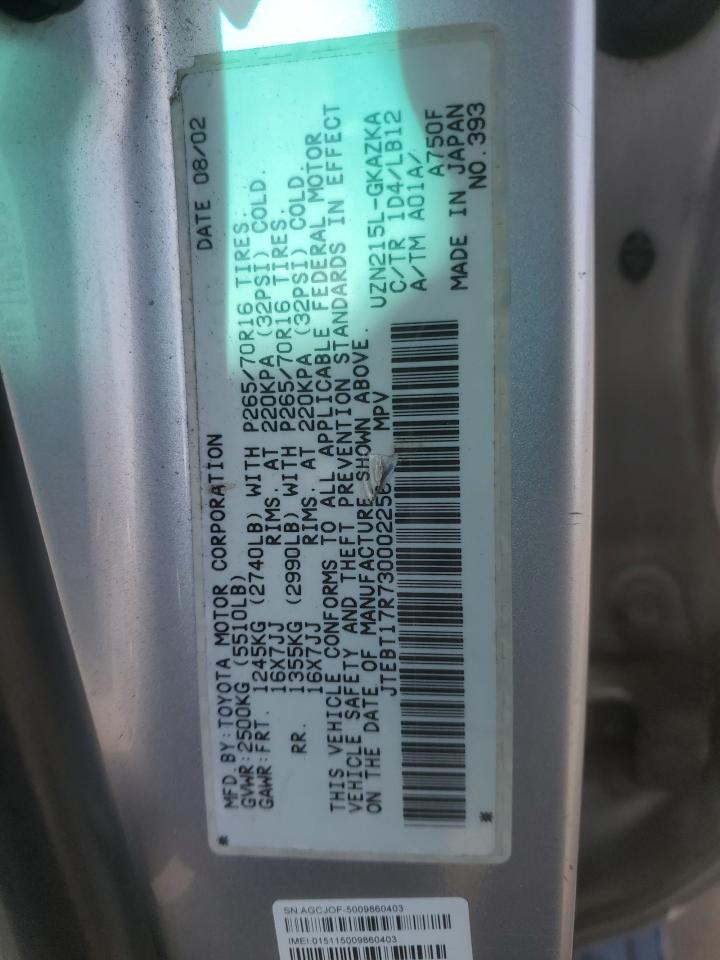 MFD. BY: TOYOTA MOTOR CORPORATION DATE 08/02
GVWR: 2500KG (5510LB)
GAWR: FRT. 1245KG (2740LB) WITH P265/70R16 TIRES.
16X7JJ RIMS. AT 220KPA (32PSI) COLD.
RR. 1355KG (2990LB) WITH P265/70R16 TIRES.
16X7JJ RIMS. AT 220KPA (32PSI) COLD.
THIS VEHICLE CONFORMS TO ALL APPLICABLE FEDERAL MOTOR
VEHICLE SAFETY AND THEFT PREVENTION STANDARDS IN EFFECT
ON THE DATE OF MANUFACTURE SHOWN ABOVE.
JTEBT17R730002256 MPV UZN215L-GKAZKA
C/TR 1D4/LB12
A/TM A01A/ A750F
MADE IN JAPAN
* * NO.393
SN:AGCJOF-5009860403
IMEI:015115009860403